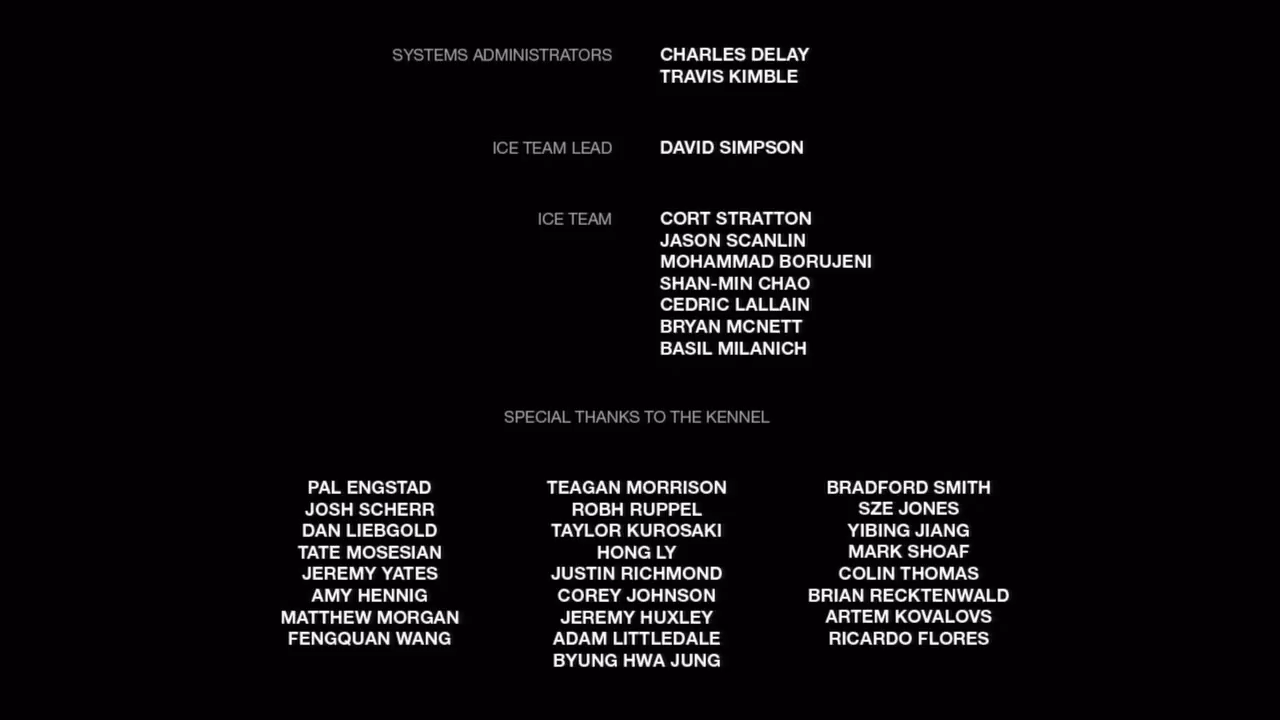 SYSTEMS ADMINISTRATORS CHARLES DELAY
TRAVIS KIMBLE
ICE TEAM LEAD DAVID SIMPSON
ICE TEAM CORT STRATTON
JASON SCANLIN
MOHAMMAD BORUJENI
SHAN-MIN CHAO
CEDRIC LALLAIN
BRYAN MCNETT
BASIL MILANICH
SPECIAL THANKS TO THE KENNEL
PAL ENGSTAD TEAGAN MORRISON BRADFORD SMITH
JOSH SCHERR ROBH RUPPEL SZE JONES
DAN LIEBGOLD TAYLOR KUROSAKI YIBING JIANG
TATE MOSESIAN HONG LY MARK SHOAF
JEREMY YATES JUSTIN RICHMOND COLIN THOMAS
AMY HENNIG COREY JOHNSON BRIAN RECKTENWALD
MATTHEW MORGAN JEREMY HUXLEY ARTEM KOVALOVS
FENGQUAN WANG ADAM LITTLEDALE RICARDO FLORES
BYUNG HWA JUNG